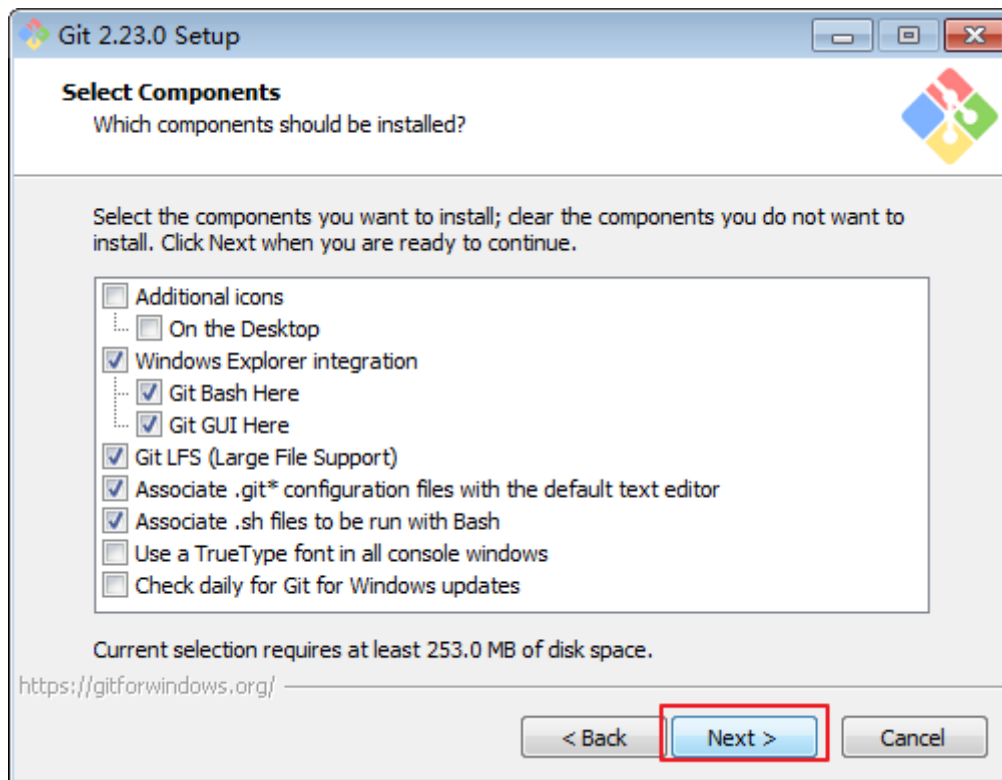 Git 2.23.0 Setup
Select Components
Which components should be installed?
Select the components you want to install; clear the components you do not want to
install. Click Next when you are ready to continue.
Additional icons
On the Desktop
Windows Explorer integration
Git Bash Here
Git GUI Here
Git LFS (Large File Support)
Associate .git* configuration files with the default text editor
Associate .sh files to be run with Bash
Use a TrueType font in all console windows
Check daily for Git for Windows updates
Current selection requires at least 253.0 MB of disk space.
https://gitforwindows.org/
< Back Next > Cancel